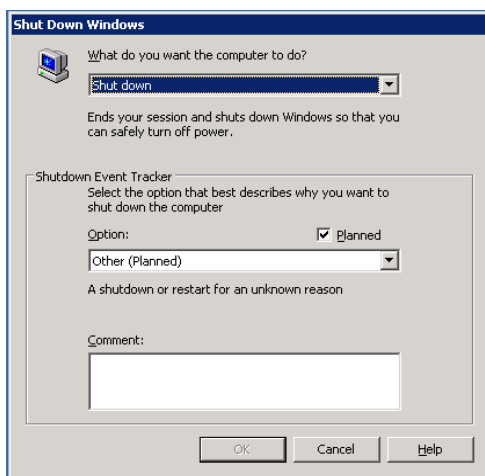 Shut Down Windows
What do you want the computer to do?
Shut down
Ends your session and shuts down Windows so that you
can safely turn off power.
Shutdown Event Tracker
Select the option that best describes why you want to
shut down the computer
Option:
Planned
Other (Planned)
A shutdown or restart for an unknown reason
Comment:
OK
Cancel
Help